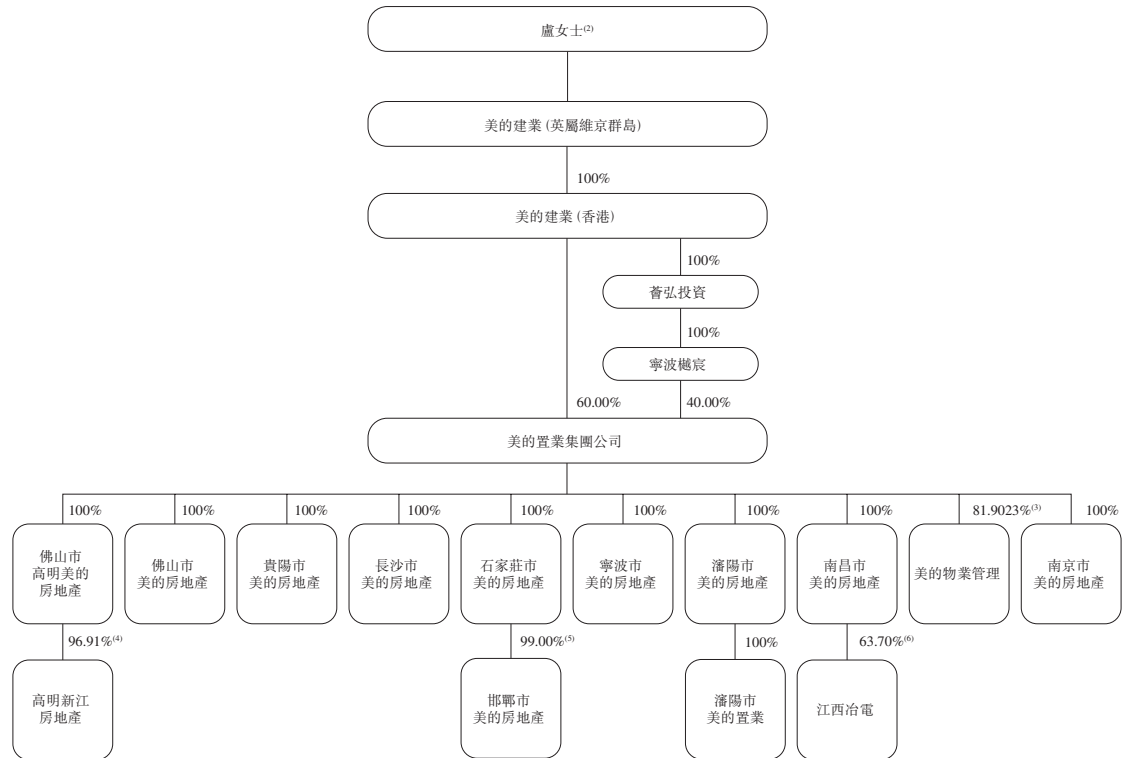 盧女士(2)
美的建業 (英屬維京群島)
100%
美的建業 (香港)
100%
薈弘投資
100%
寧波樾宸
60.00%
40.00%
美的置業集團公司
100%
100%
100%
100%
100%
100%
100%
100%
81.9023%(3)
100%
佛山市
高明美的
房地產
佛山市
美的房地產
貴陽市
美的房地產
長沙市
美的房地產
石家莊市
美的房地產
寧波市
美的房地產
瀋陽市
美的房地產
南昌市
美的房地產
美的物業管理
南京市
美的房地產
96.91%(4)
99.00%(5)
100%
63.70%(6)
高明新江
房地產
邯鄲市
美的房地產
瀋陽市
美的置業
江西冶電